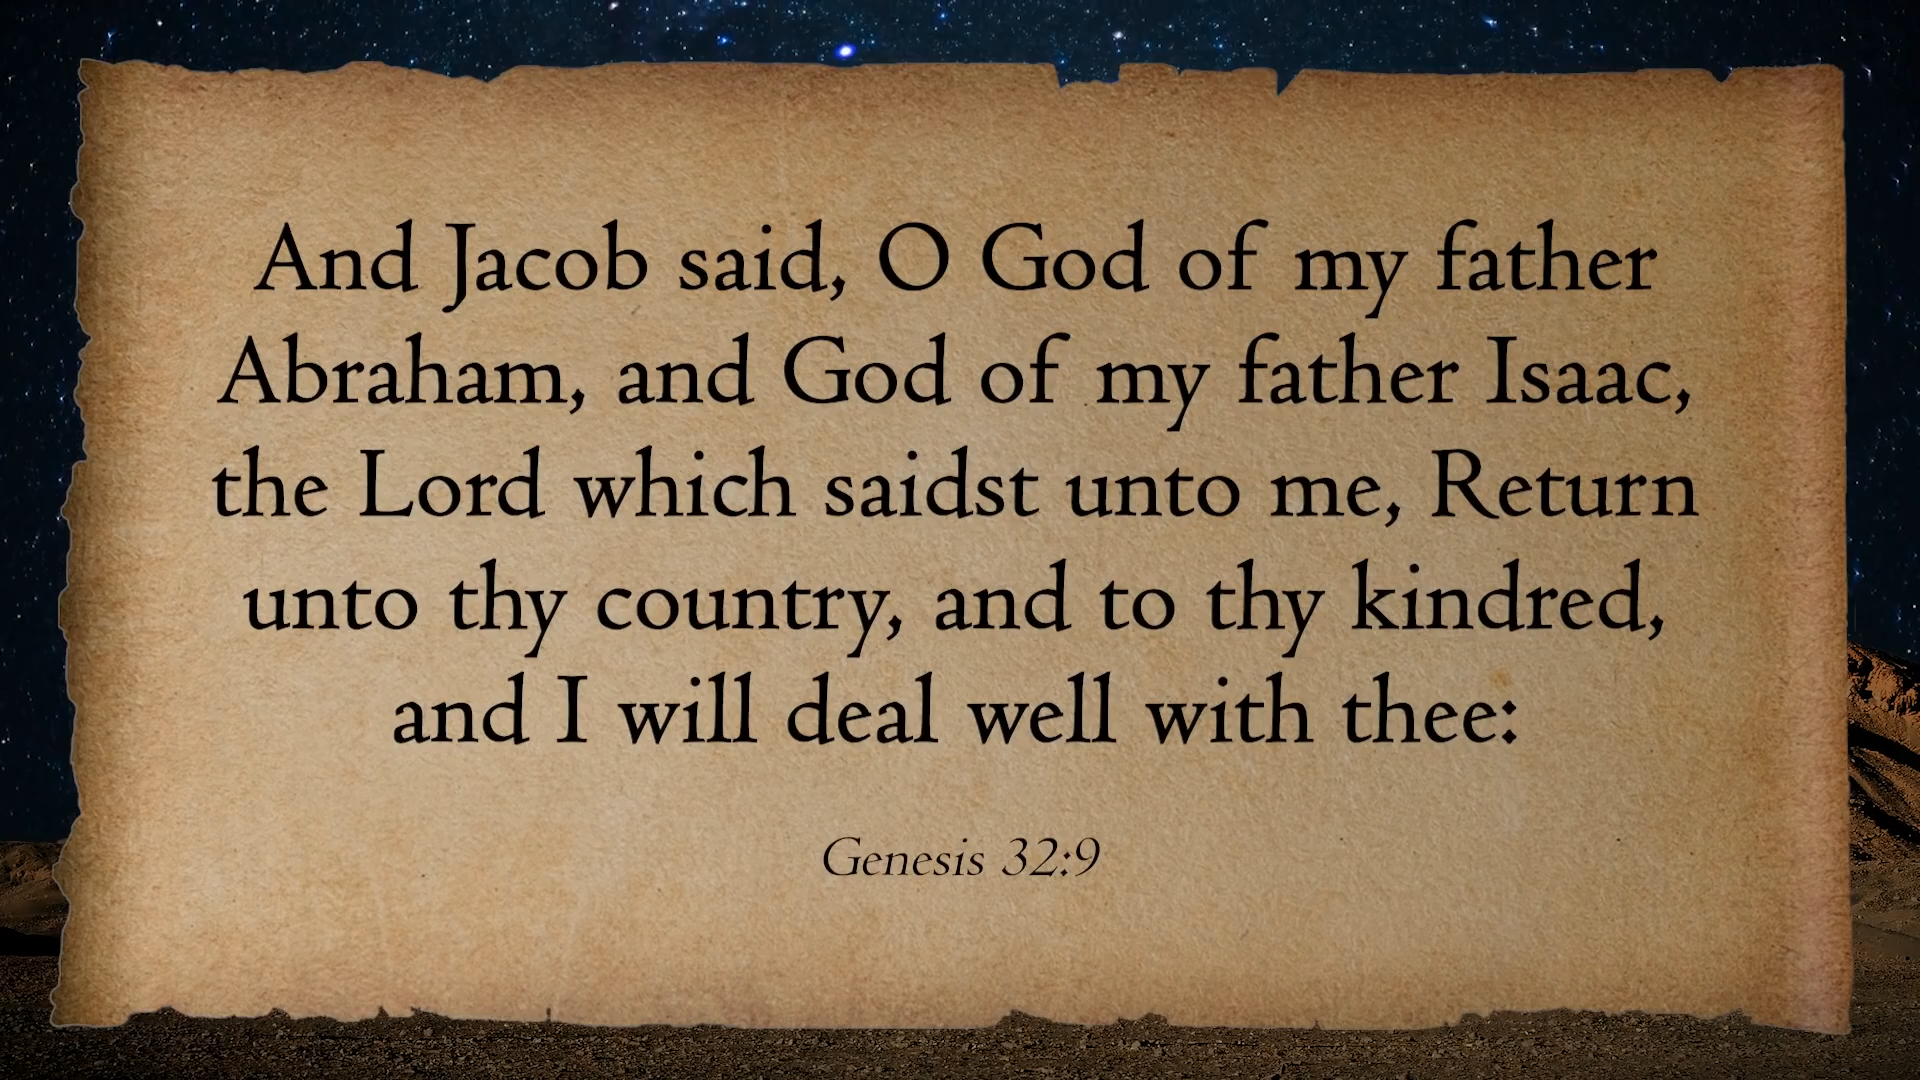 And Jacob said, O God of my father
Abraham, and God of my father Isaac,
the Lord which saidst unto me, Return
unto thy country, and to thy kindred,
and I will deal well with thee:
Genesis 32:9